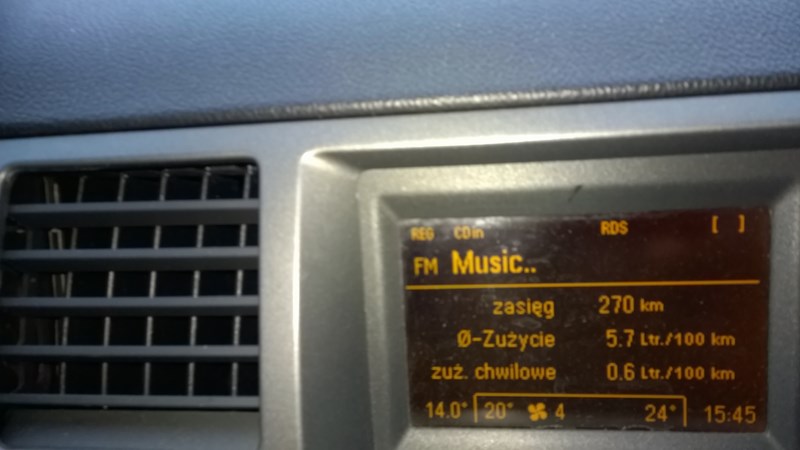 REG CDin RDS [ ]
FM Music..
zasięg 270 km
Ø-Zużycie 5.7 Ltr./100 km
zuż. chwilowe 0.6 Ltr./100 km
14.0° 20° 4 24° 15:45